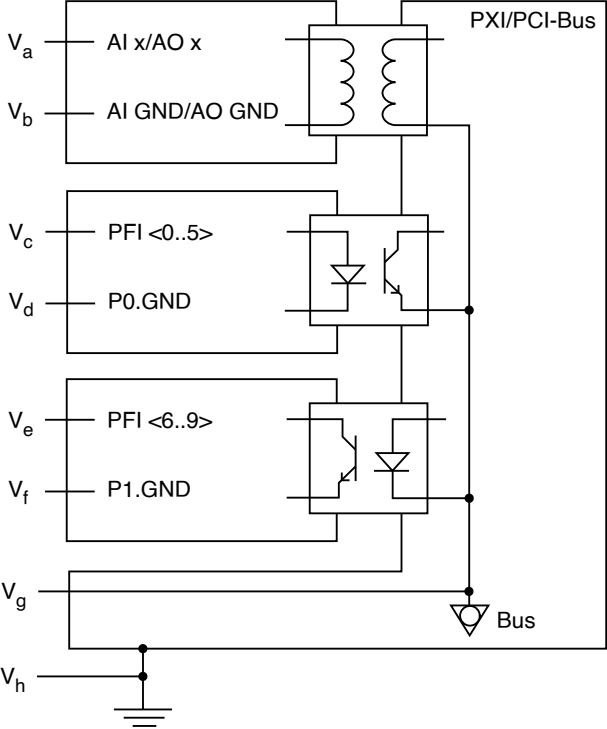 PXI/PCI-Bus
Va AI x/AO x
Vb AI GND/AO GND
Vc PFI <0..5>
Vd P0.GND
Ve PFI <6..9>
Vf P1.GND
Vg
Bus
Vh